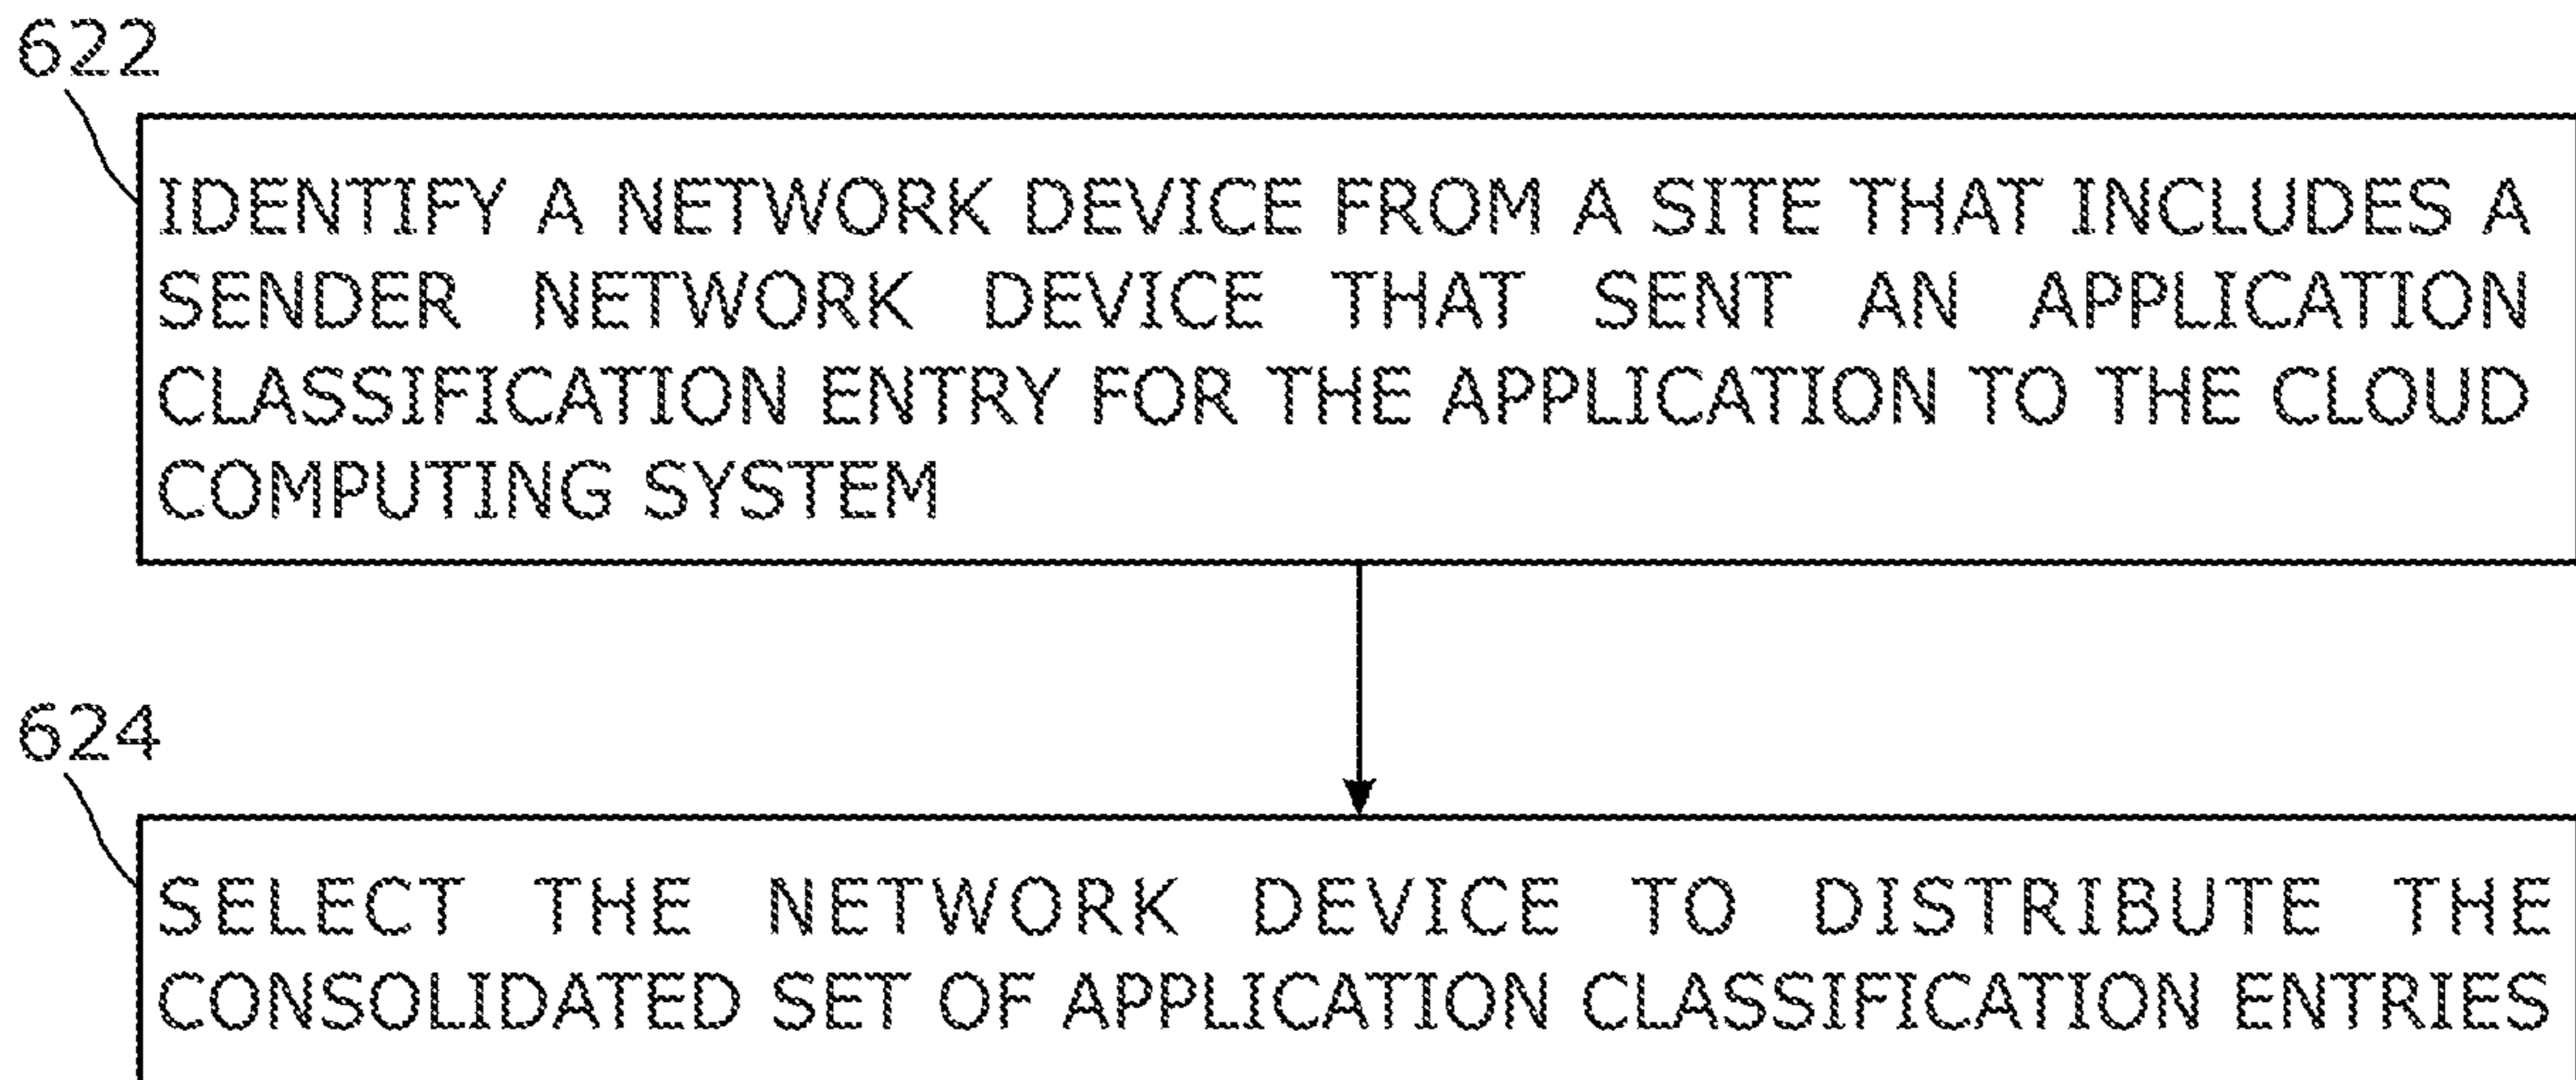 622
IDENTIFY A NETWORK DEVICE FROM A SITE THAT INCLUDES A
SENDER NETWORK DEVICE THAT SENT AN APPLICATION
CLASSIFICATION ENTRY FOR THE APPLICATION TO THE CLOUD
COMPUTING SYSTEM
624
SELECT THE NETWORK DEVICE TO DISTRIBUTE THE
CONSOLIDATED SET OF APPLICATION CLASSIFICATION ENTRIES